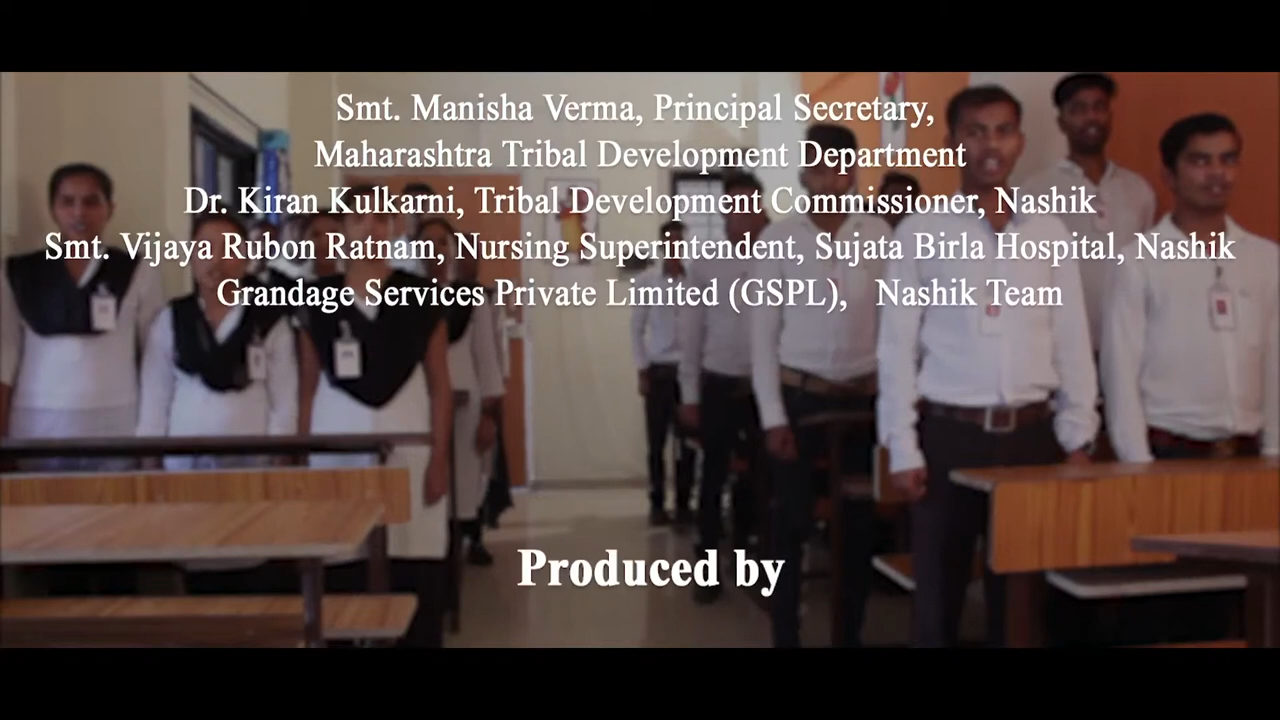 Smt. Manisha Verma, Principal Secretary,
Maharashtra Tribal Development Department
Dr. Kiran Kulkarni, Tribal Development Commissioner, Nashik
Smt. Vijaya Rubon Ratnam, Nursing Superintendent, Sujata Birla Hospital, Nashik
Grandage Services Private Limited (GSPL), Nashik Team
Produced by